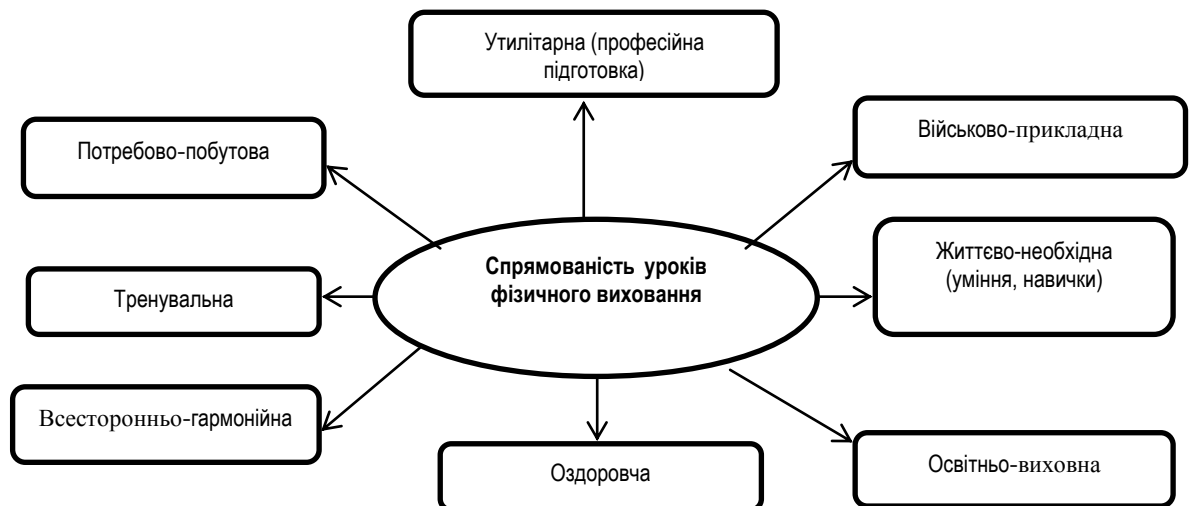 Утилітарна (професійна
підготовка)
Військово-прикладна
Потребово-побутова
Життєво-необхідна
(уміння, навички)
Спрямованість уроків
фізичного виховання
Тренувальна
Всесторонньо-гармонійна
Оздоровча
Освітньо-виховна